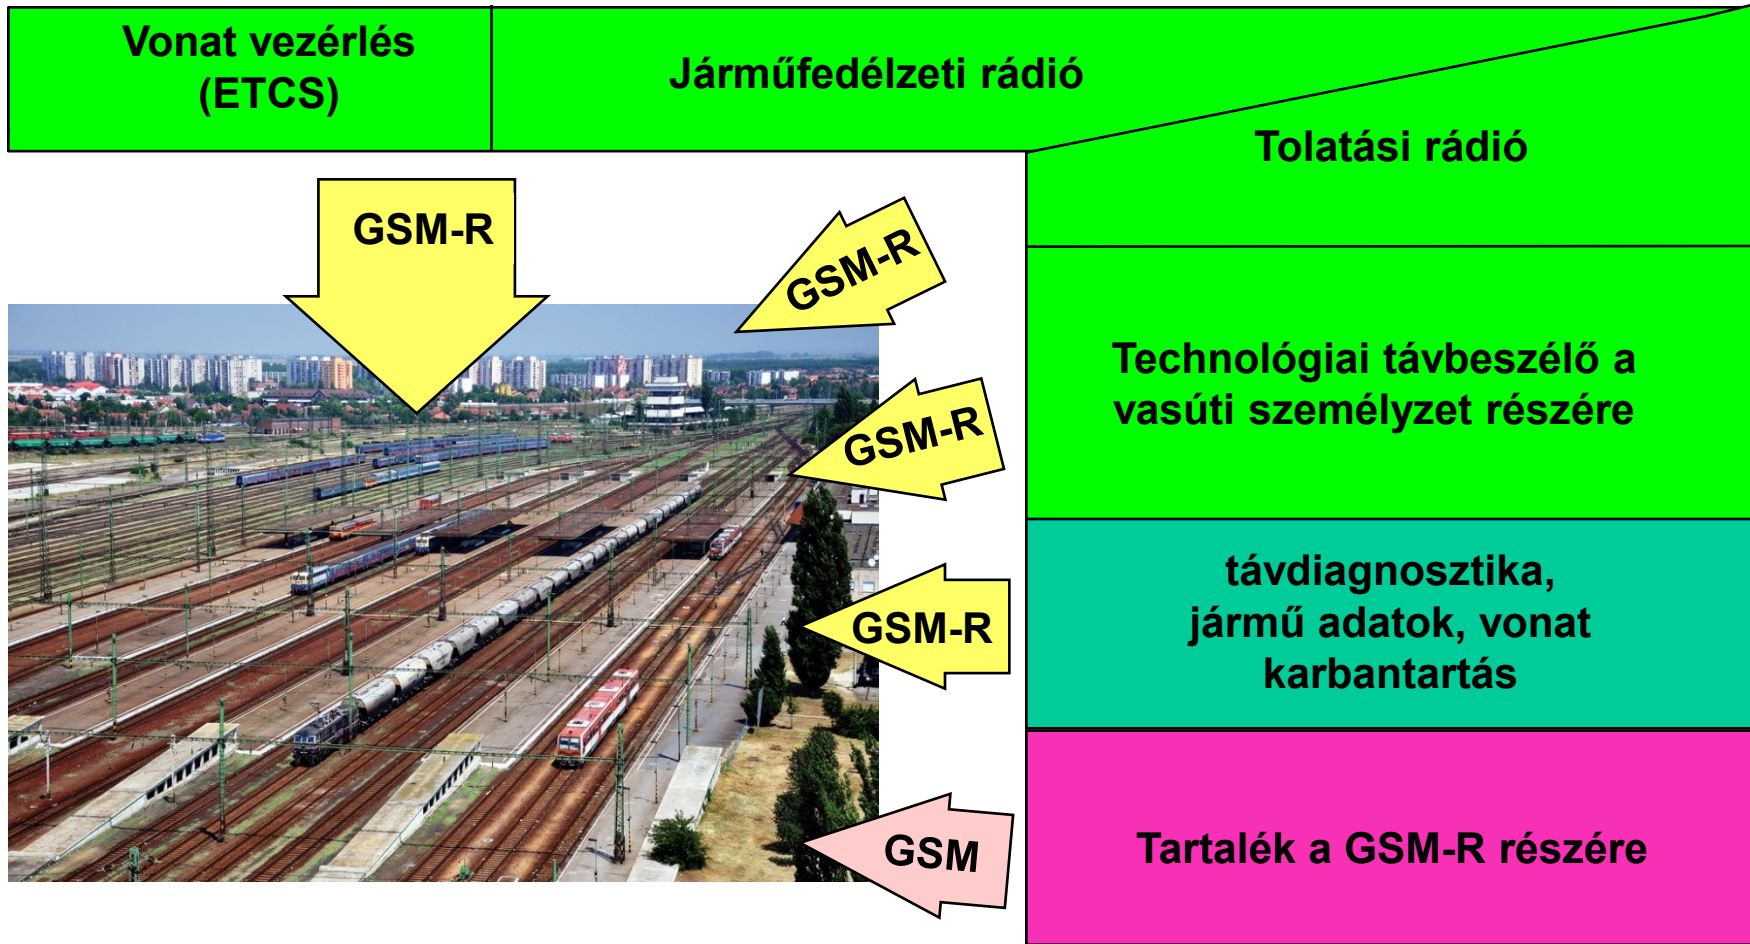 Vonat vezérlés
(ETCS)
Járműfedélzeti rádió
Tolatási rádió
GSM-R
GSM-R
Technológiai távbeszélő a
vasúti személyzet részére
GSM-R
távdiagnosztika,
jármű adatok, vonat
karbantartás
GSM-R
Tartalék a GSM-R részére
GSM